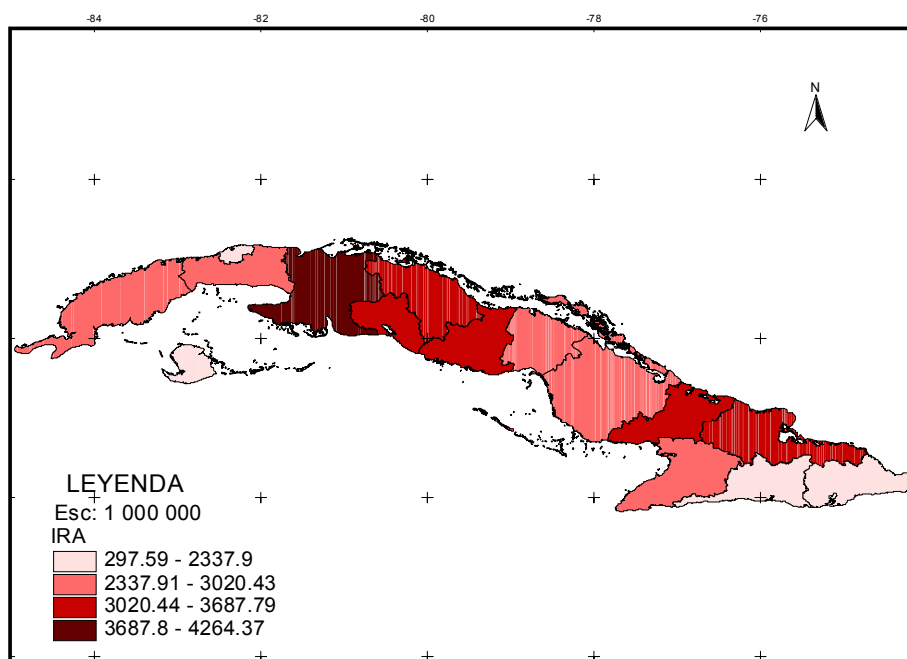 -84 -82 -80 -78 -76
N
LEYENDA
Esc: 1 000 000
IRA
297.59 - 2337.9
2337.91 - 3020.43
3020.44 - 3687.79
3687.8 - 4264.37